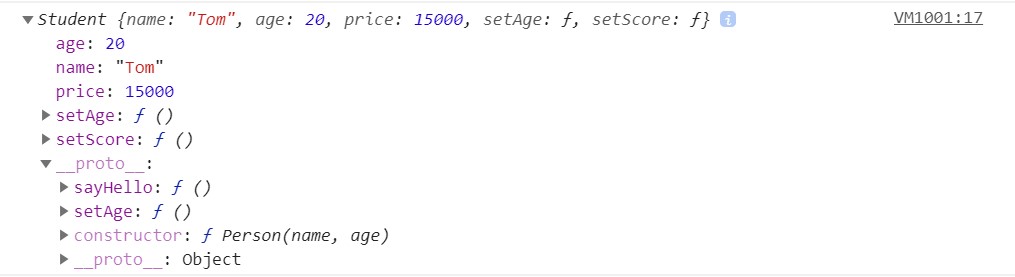 ▼Student {name: "Tom", age: 20, price: 15000, setAge: ƒ, setScore: ƒ} i VM1001:17
age: 20
name: "Tom"
price: 15000
▶setAge: ƒ ()
▶setScore: ƒ ()
▼__proto__:
▶sayHello: ƒ ()
▶setAge: ƒ ()
▶constructor: ƒ Person(name, age)
▶__proto__: Object